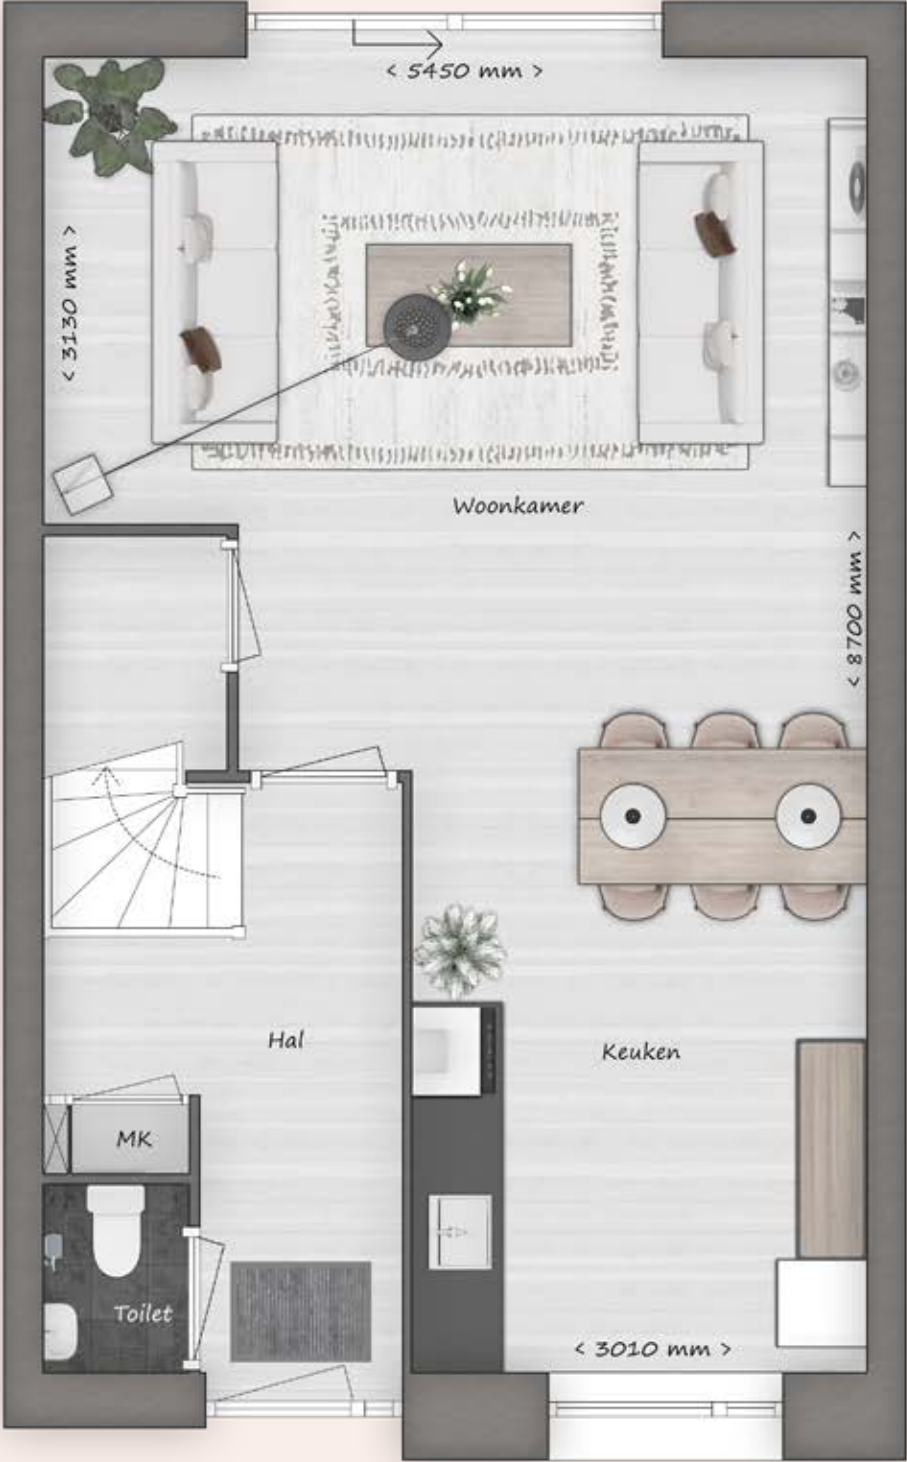 < 5450 mm >
< 3130 mm >
Woonkamer
< 8700 mm >
Hal
Keuken
MK
Toilet
< 3010 mm >